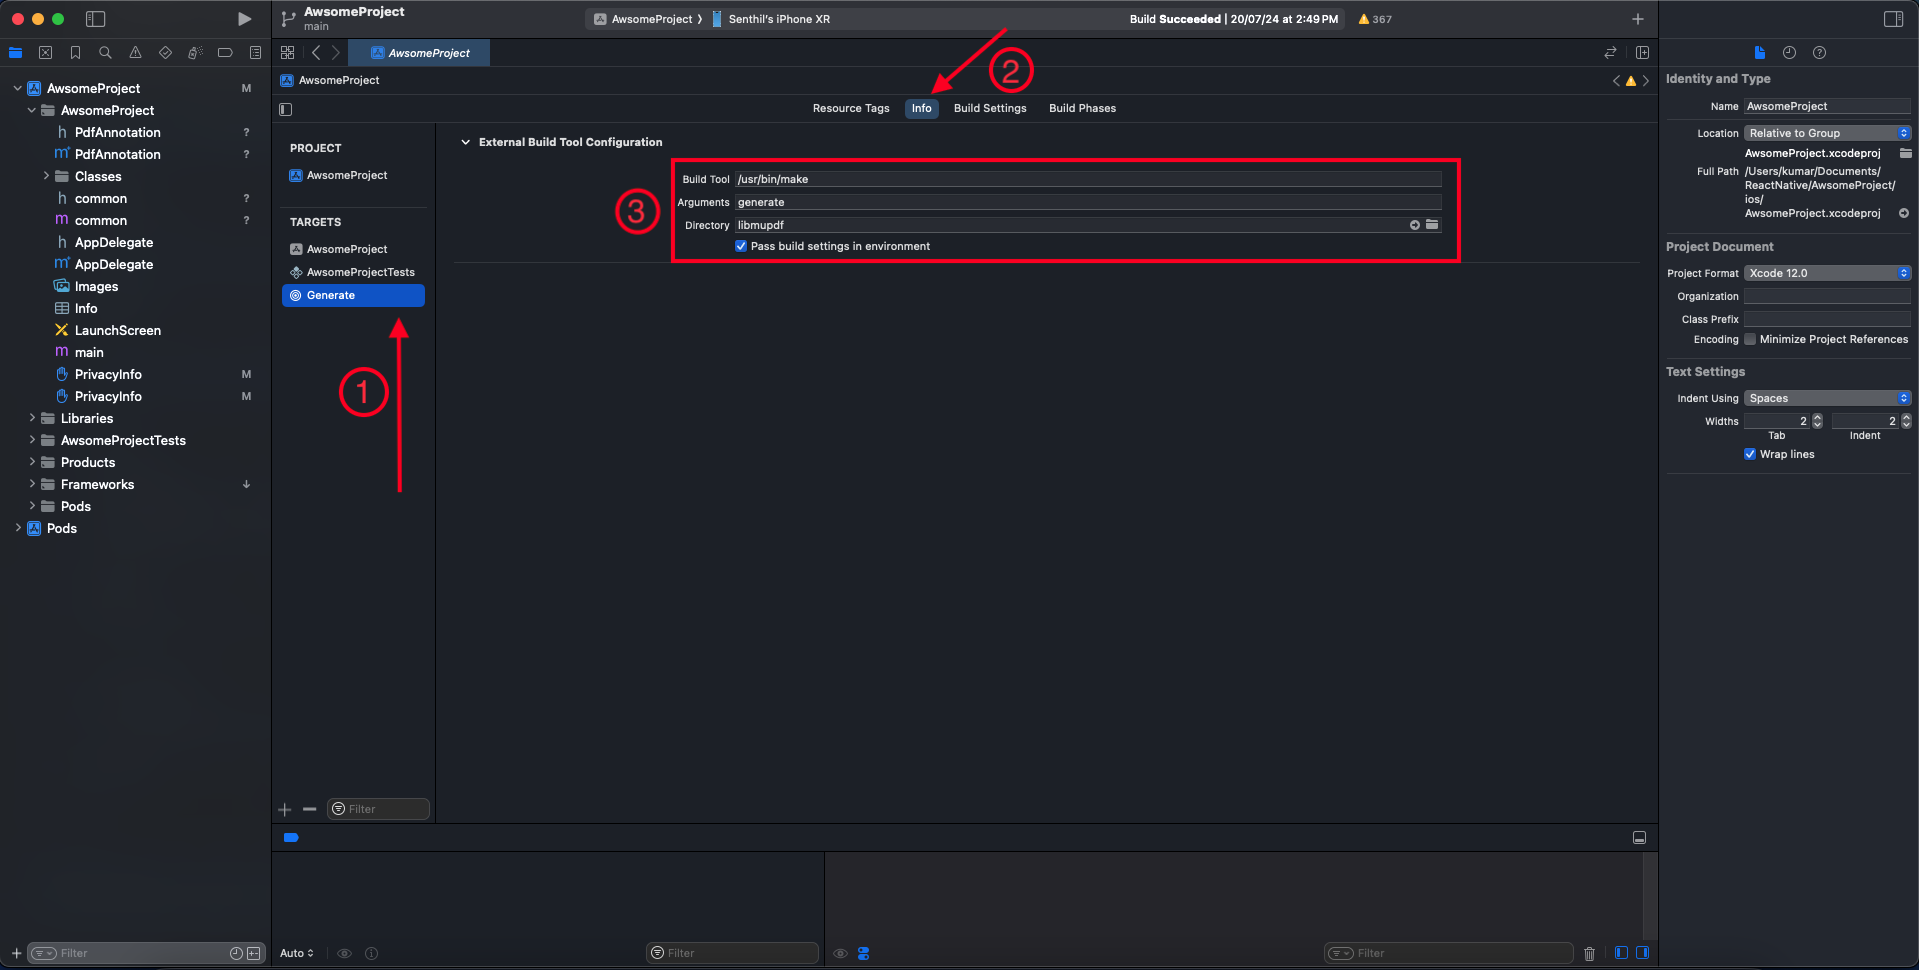 AwsomeProject
main
AwsomeProject 〉 Senthil's iPhone XR
Build Succeeded | 20/07/24 at 2:49 PM
367
AwsomeProject
AwsomeProject
Resource Tags
Info
Build Settings
Build Phases
2
AwsomeProject M
AwsomeProject
h PdfAnnotation ?
m PdfAnnotation ?
Classes
h common ?
m common ?
h AppDelegate
m AppDelegate
Images
Info
LaunchScreen
m main
PrivacyInfo M
PrivacyInfo M
Libraries
AwsomeProjectTests
Products
Frameworks
Pods
Pods
Filter
PROJECT
AwsomeProject
TARGETS
AwsomeProject
AwsomeProjectTests
Generate
1
Filter
External Build Tool Configuration
3
Build Tool /usr/bin/make
Arguments generate
Directory libmupdf
Pass build settings in environment
Auto
Filter
Filter
Identity and Type
Name AwsomeProject
Location Relative to Group
AwsomeProject.xcodeproj
Full Path /Users/kumar/Documents/
ReactNative/AwsomeProject/
ios/
AwsomeProject.xcodeproj
Project Document
Project Format Xcode 12.0
Organization
Class Prefix
Encoding Minimize Project References
Text Settings
Indent Using Spaces
Widths 2 2
Tab Indent
Wrap lines